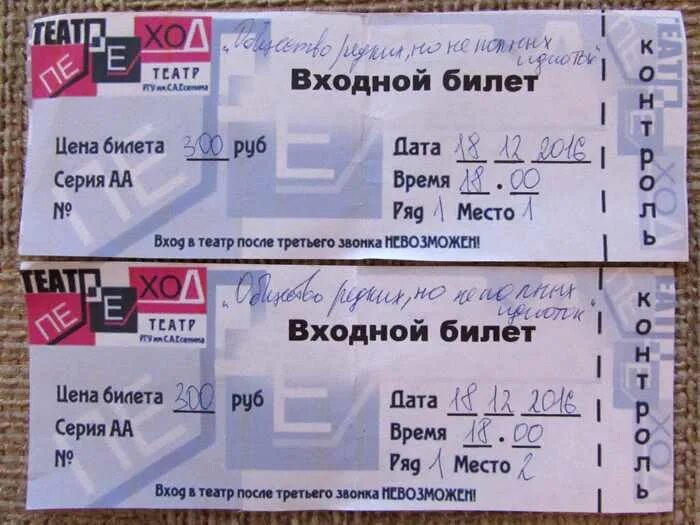 ТЕАТР
ПЕ Е ХОД
ТЕАТР
РГУ им.С.А.Есенина
"Общество редких, но не полных
идиотов"
Входной билет
Цена билета 300 руб
Серия АА
№
Дата 18 12 2016
Время 18.00
Ряд 1 Место 1
Вход в театр после третьего звонка НЕВОЗМОЖЕН!
КОНТРОЛЬ
ТЕАТР
ПЕ Е ХОД
ТЕАТР
РГУ им.С.А.Есенина
"Общество редких, но не полных
идиотов"
Входной билет
Цена билета 300 руб
Серия АА
№
Дата 18 12 2016
Время 18.00
Ряд 1 Место 2
Вход в театр после третьего звонка НЕВОЗМОЖЕН!
КОНТРОЛЬ